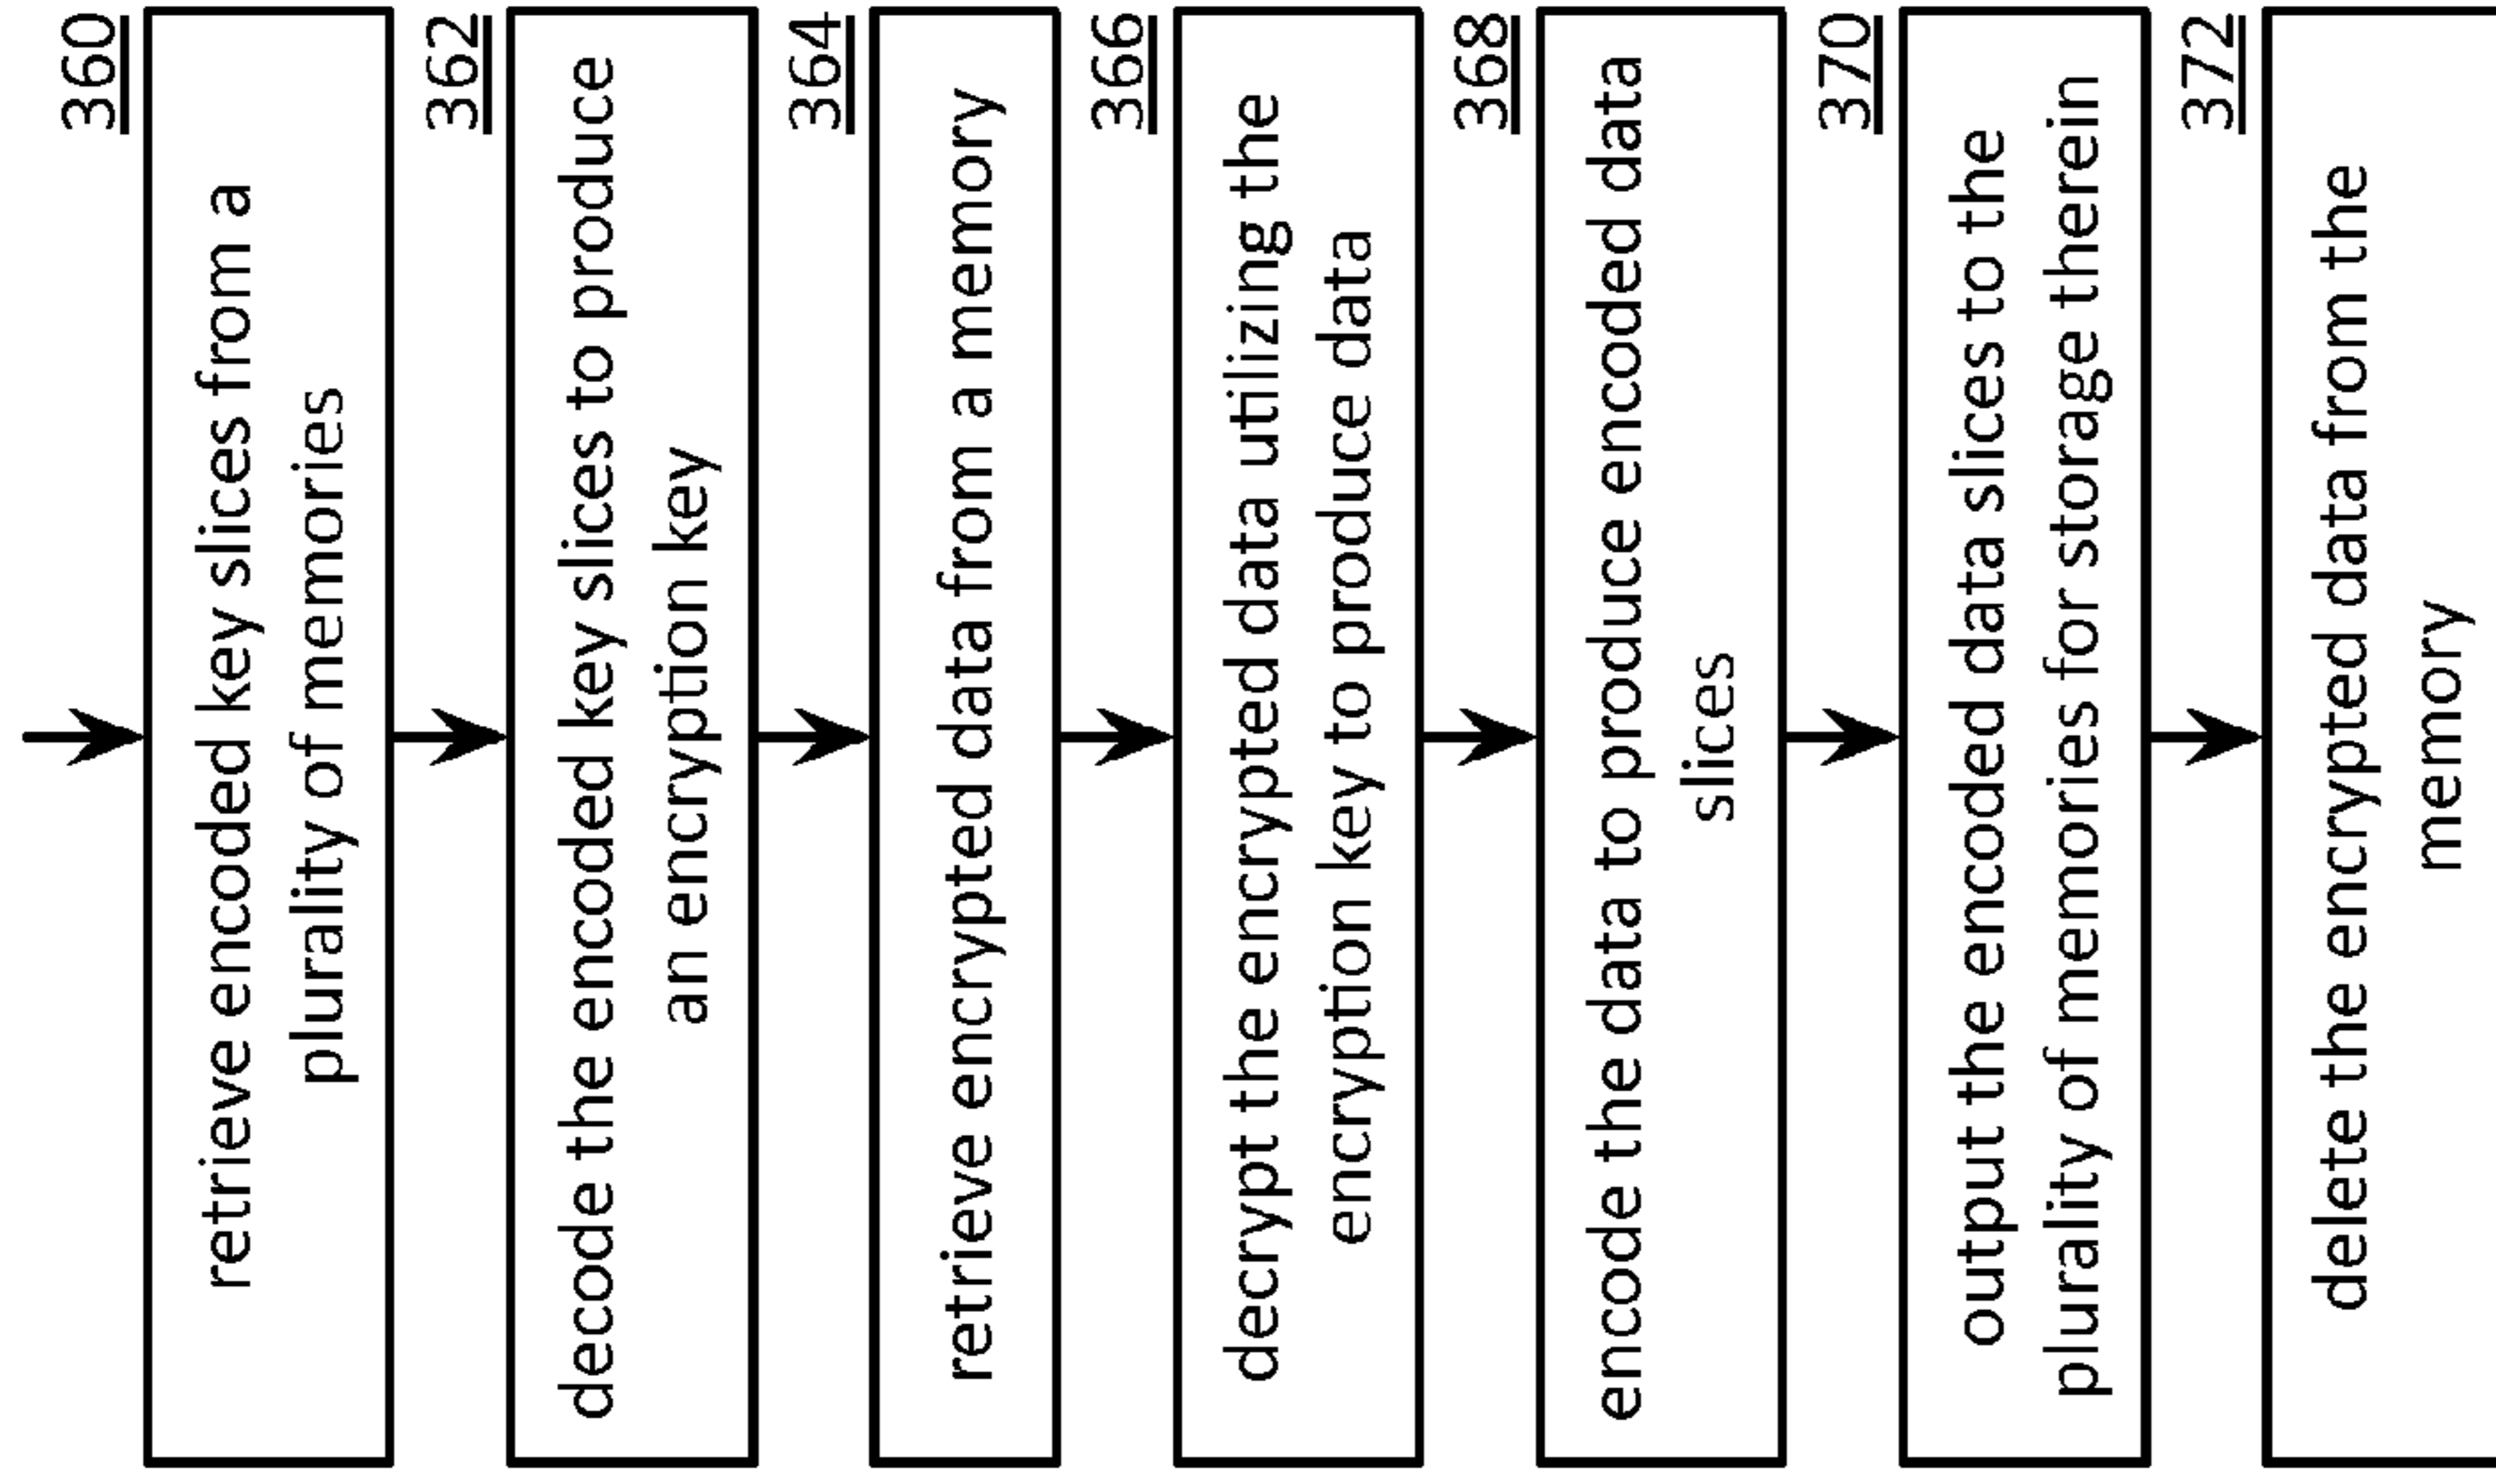 360
retrieve encoded key slices from a
plurality of memories
362
decode the encoded key slices to produce
an encryption key
364
retrieve encrypted data from a memory
366
decrypt the encrypted data utilizing the
encryption key to produce data
368
encode the data to produce encoded data
slices
370
output the encoded data slices to the
plurality of memories for storage therein
372
delete the encrypted data from the
memory